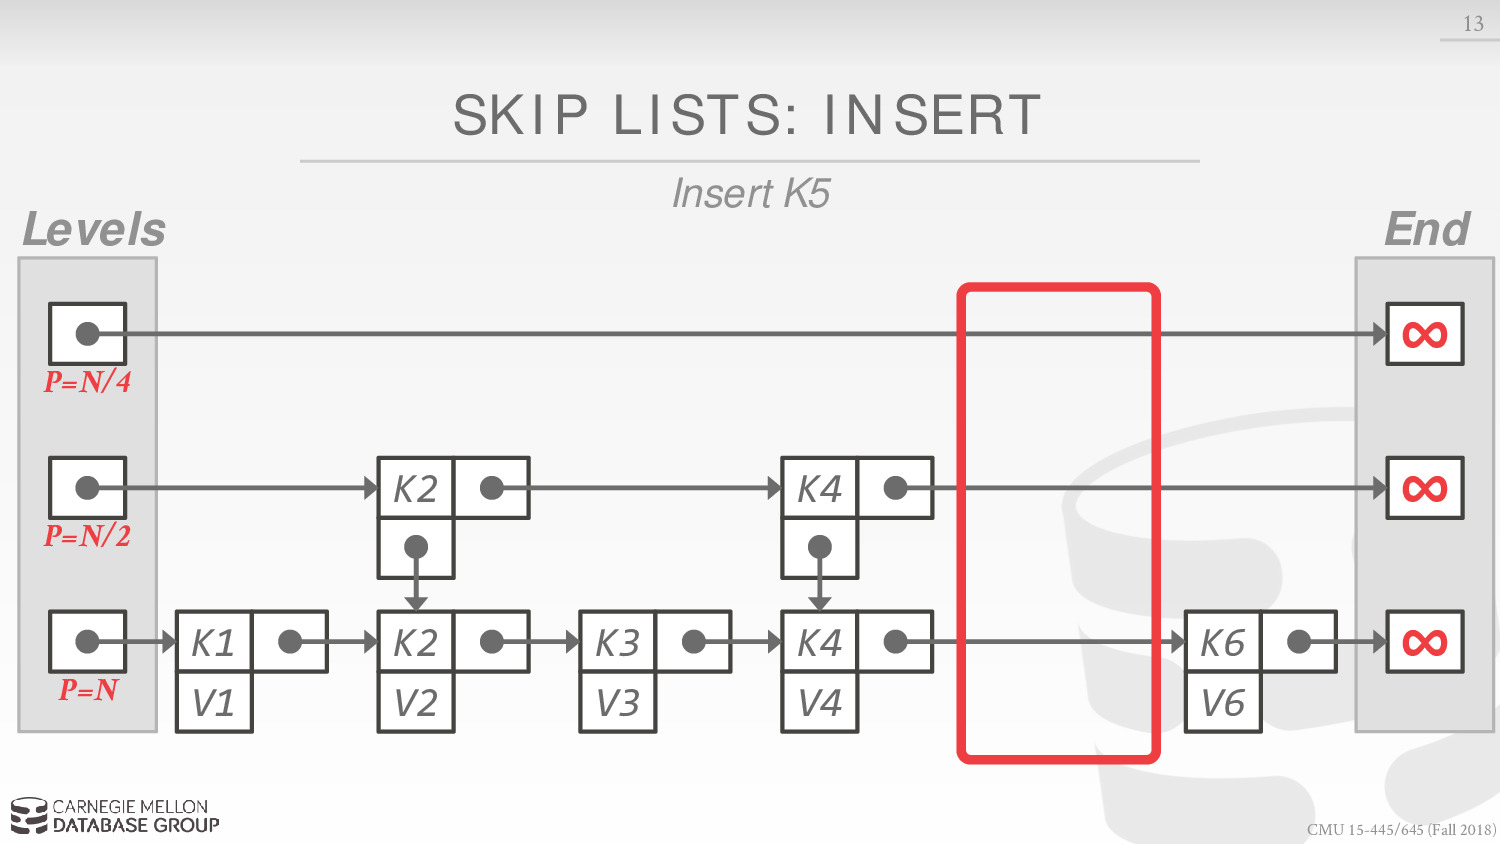 13
SKIP LISTS: INSERT
Insert K5
Levels
End
∞
P=N/4
K2
K4
∞
P=N/2
K1
K2
K3
K4
K6
∞
P=N
V1
V2
V3
V4
V6
CARNEGIE MELLON
DATABASE GROUP
CMU 15-445/645 (Fall 2018)